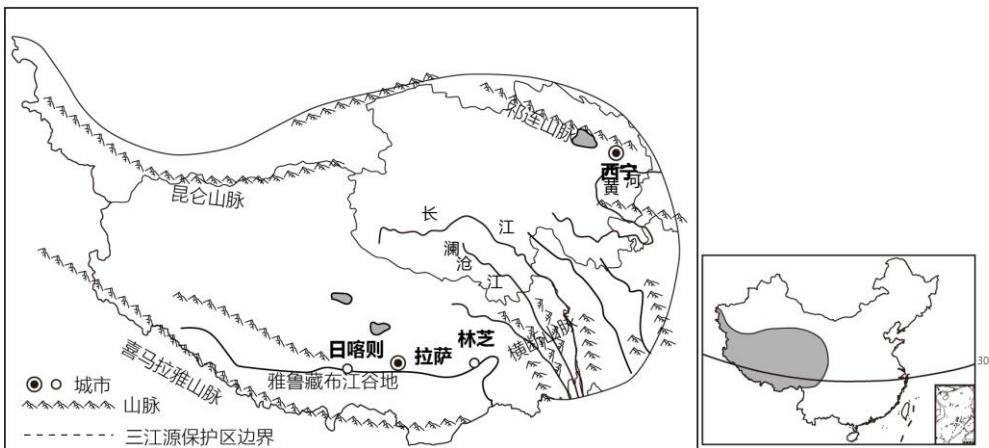 祁连山脉
西宁
黄河
昆仑山脉
长江
澜沧江
横断山脉
林芝
日喀则
拉萨
雅鲁藏布江谷地
喜马拉雅山脉
城市
山脉
三江源保护区边界
30